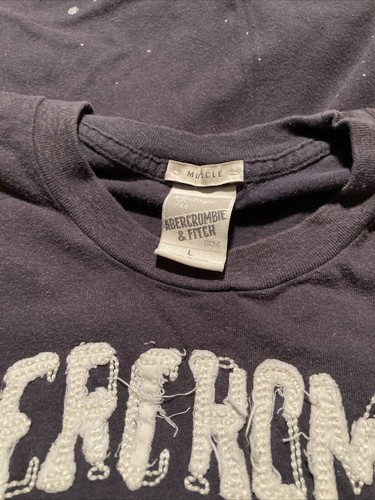 MUSCLE
ABERCROMBIE
& FITCH
L
ERCROM